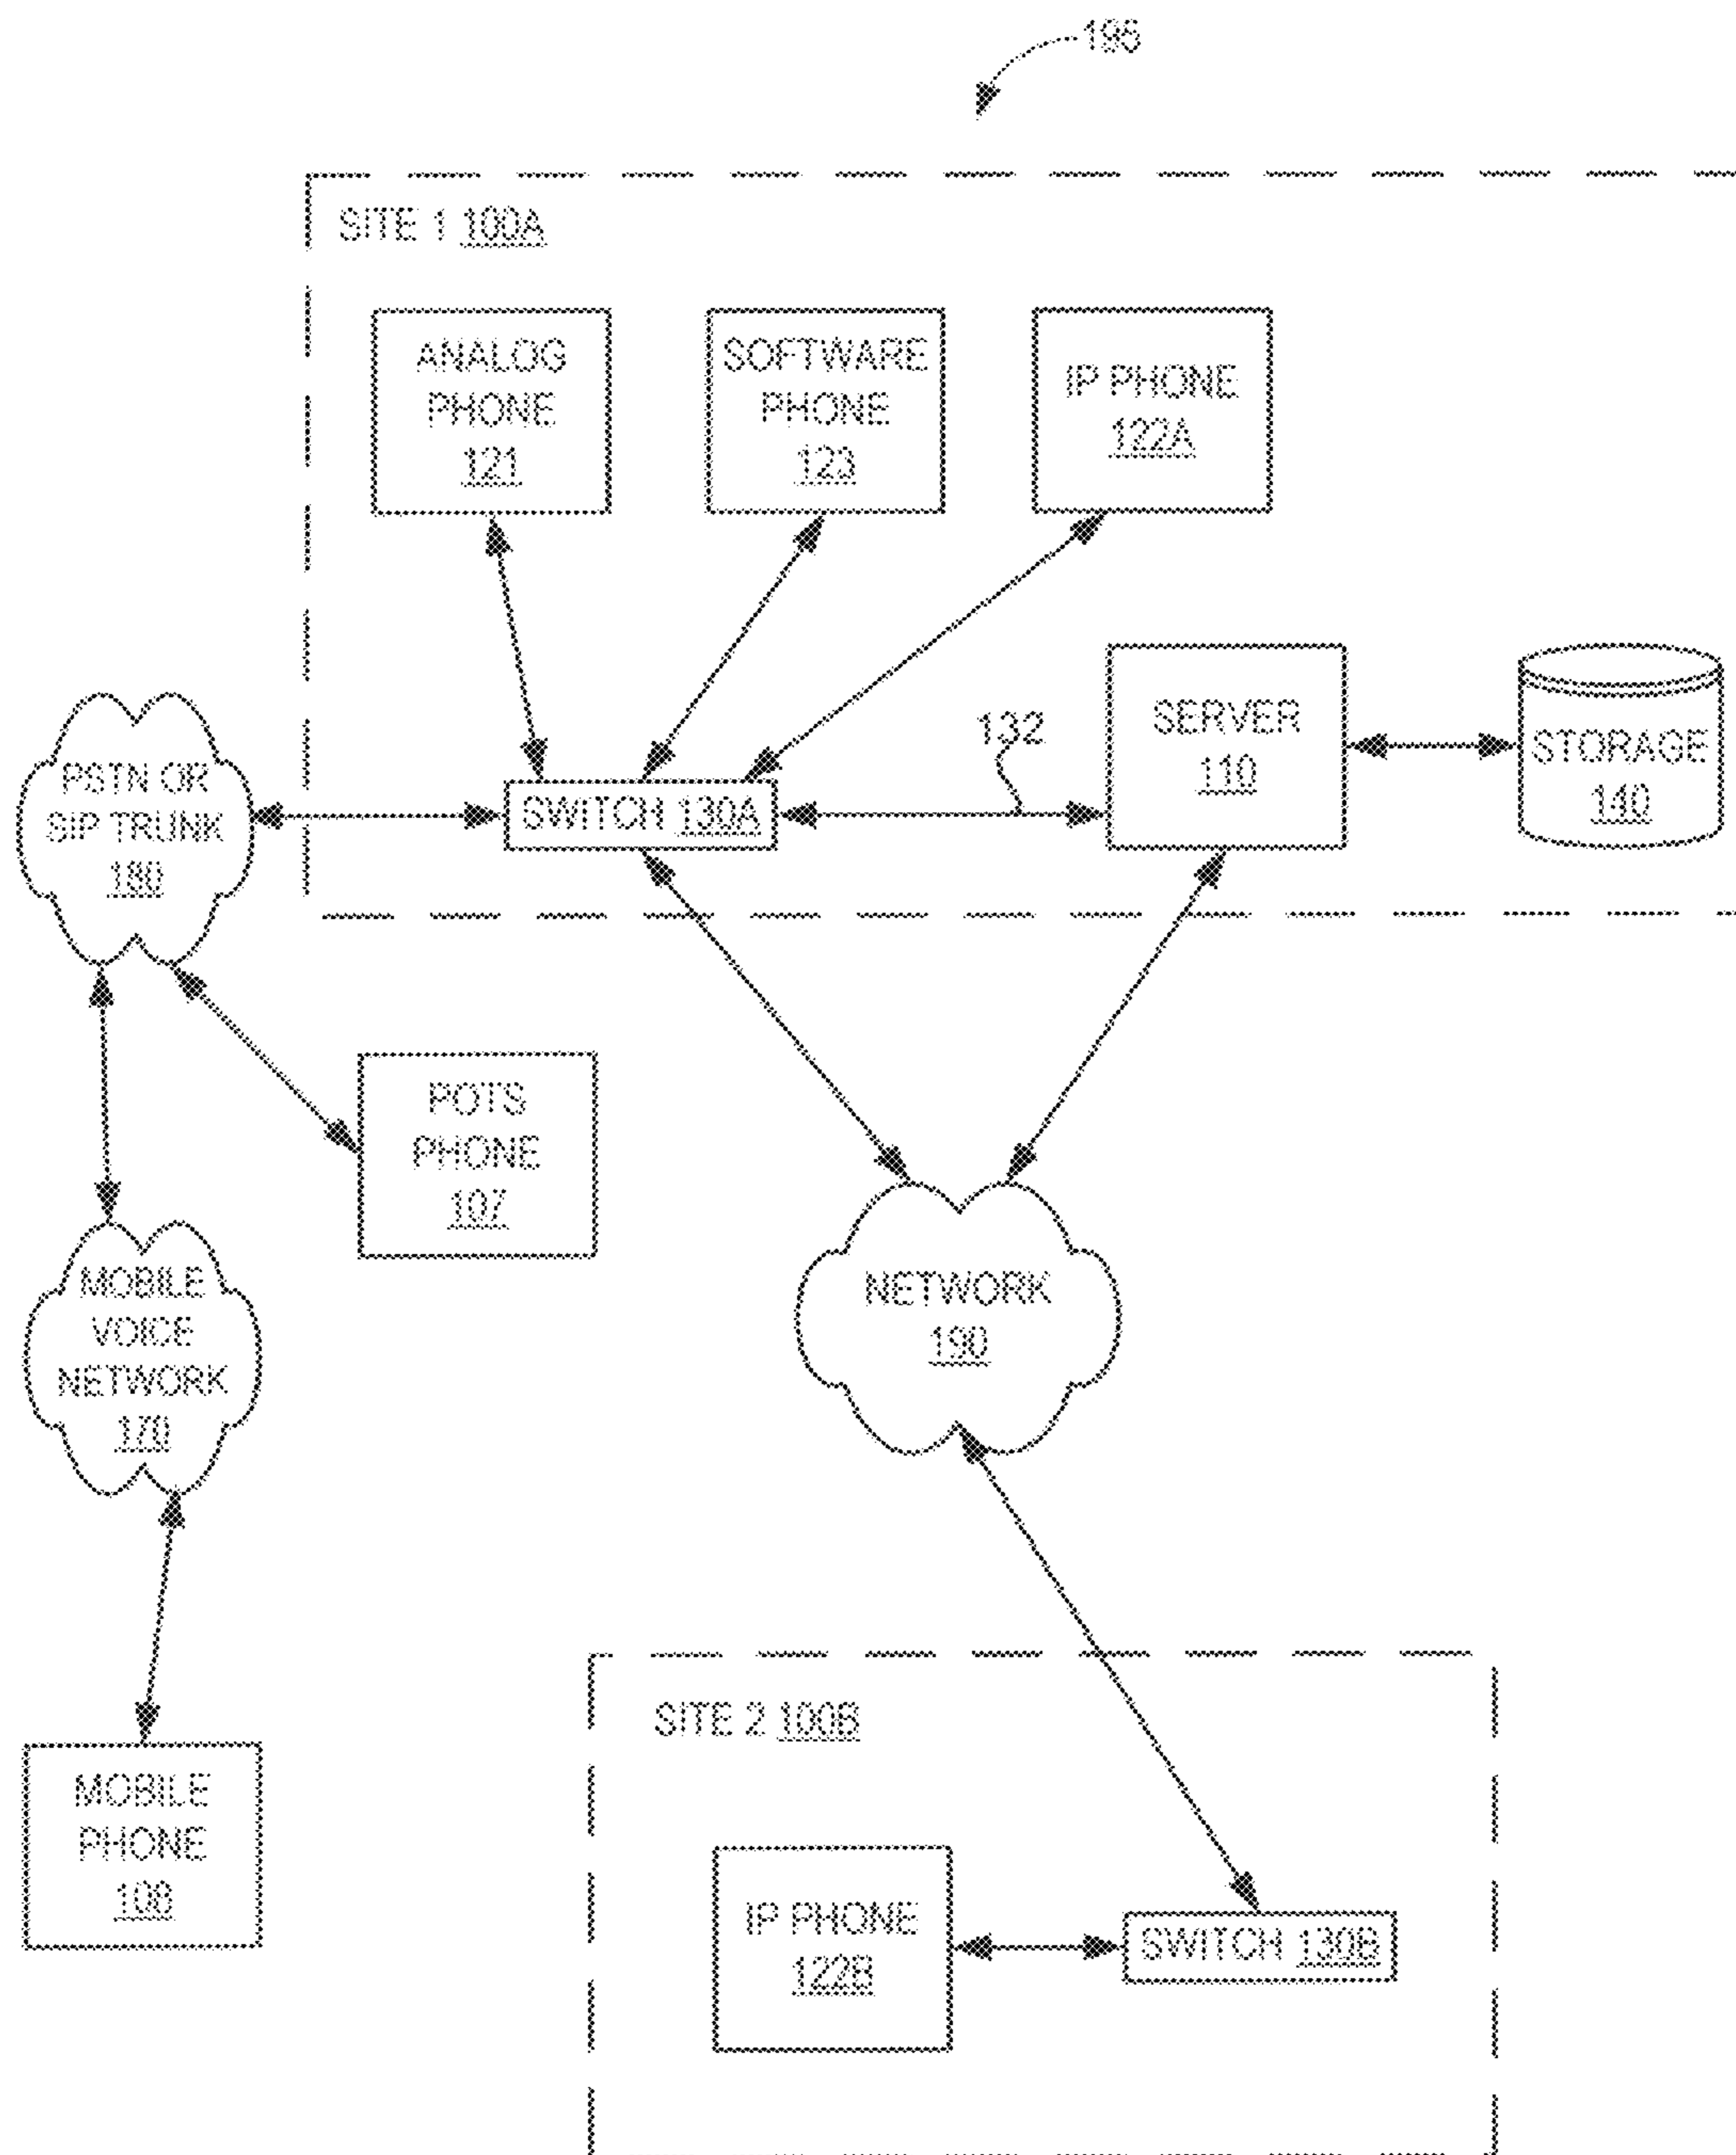 195
SITE 1 100A
ANALOG
PHONE
121
SOFTWARE
PHONE
123
IP PHONE
122A
132
SERVER
110
STORAGE
140
PSTN OR
SIP TRUNK
180
SWITCH 130A
POTS
PHONE
107
MOBILE
VOICE
NETWORK
170
NETWORK
190
SITE 2 100B
MOBILE
PHONE
108
IP PHONE
122B
SWITCH 130B